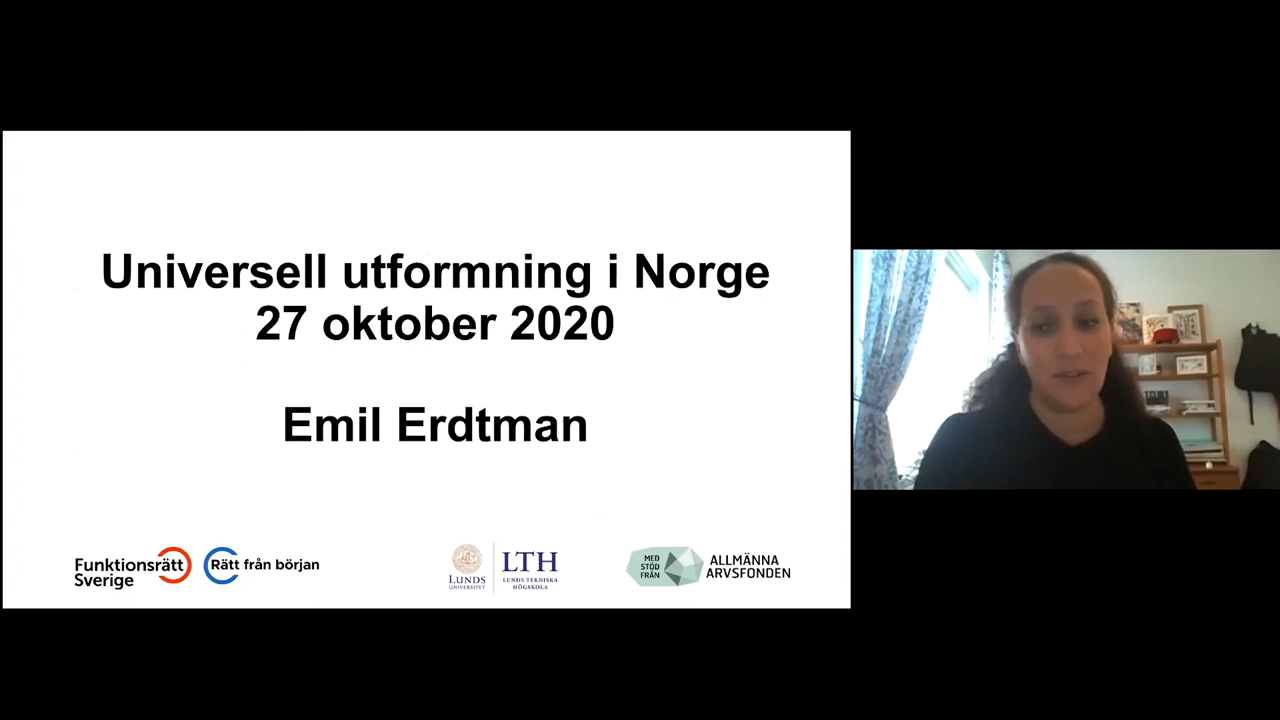 Universell utformning i Norge
27 oktober 2020
Emil Erdtman
Funktionsrätt
Sverige
Rätt från början
LUNDS
UNIVERSITET
LTH
LUNDS TEKNISKA
HÖGSKOLA
MED
STÖD
FRÅN
ALLMÄNNA
ARVSFONDEN